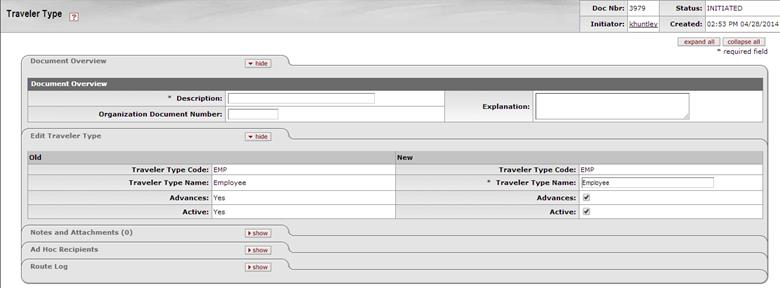 Traveler Type ?
Doc Nbr: 3979 Status: INITIATED
Initiator: khuntley Created: 02:53 PM 04/28/2014
expand all collapse all
* required field
Document Overview hide
Document Overview
* Description: Explanation:
Organization Document Number:
Edit Traveler Type hide
Old New
Traveler Type Code: EMP Traveler Type Code: EMP
Traveler Type Name: Employee * Traveler Type Name: Employee
Advances: Yes Advances:
Active: Yes Active:
Notes and Attachments (0) show
Ad Hoc Recipients show
Route Log show